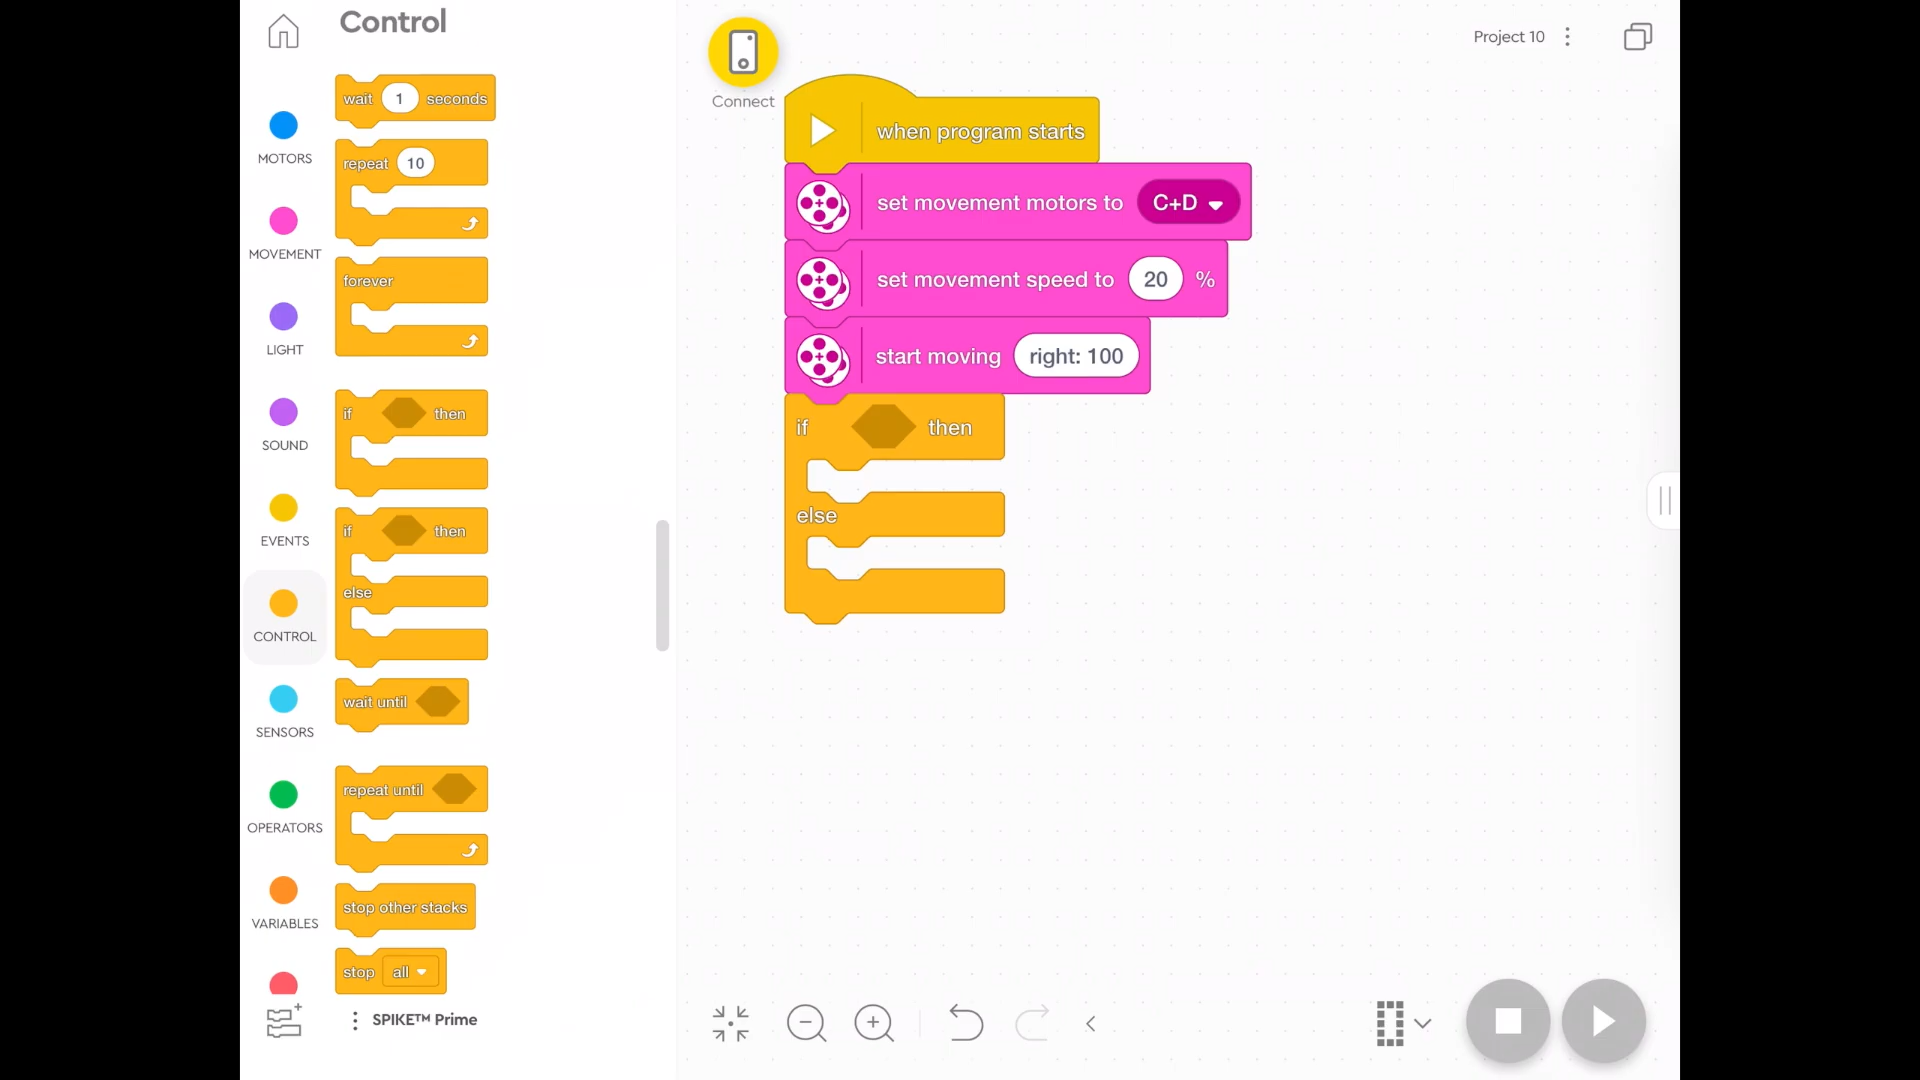 Control
MOTORS
MOVEMENT
LIGHT
SOUND
EVENTS
CONTROL
SENSORS
OPERATORS
VARIABLES
wait 1 seconds
repeat 10
forever
if then
if then
else
wait until
repeat until
stop other stacks
stop all
SPIKE™ Prime
Connect
Project 10
when program starts
set movement motors to C+D
set movement speed to 20 %
start moving right: 100
if then
else